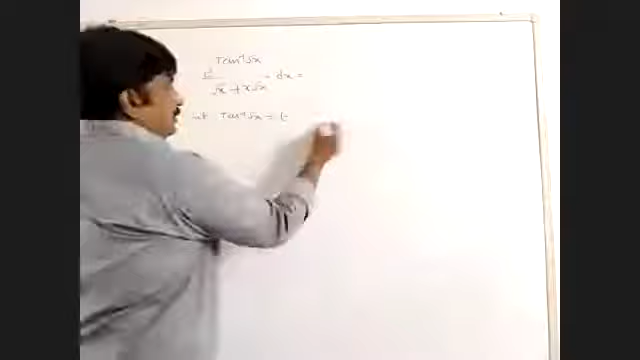 Tan⁻¹√x
e
√x + x√x · dx =
Let Tan⁻¹√x = t